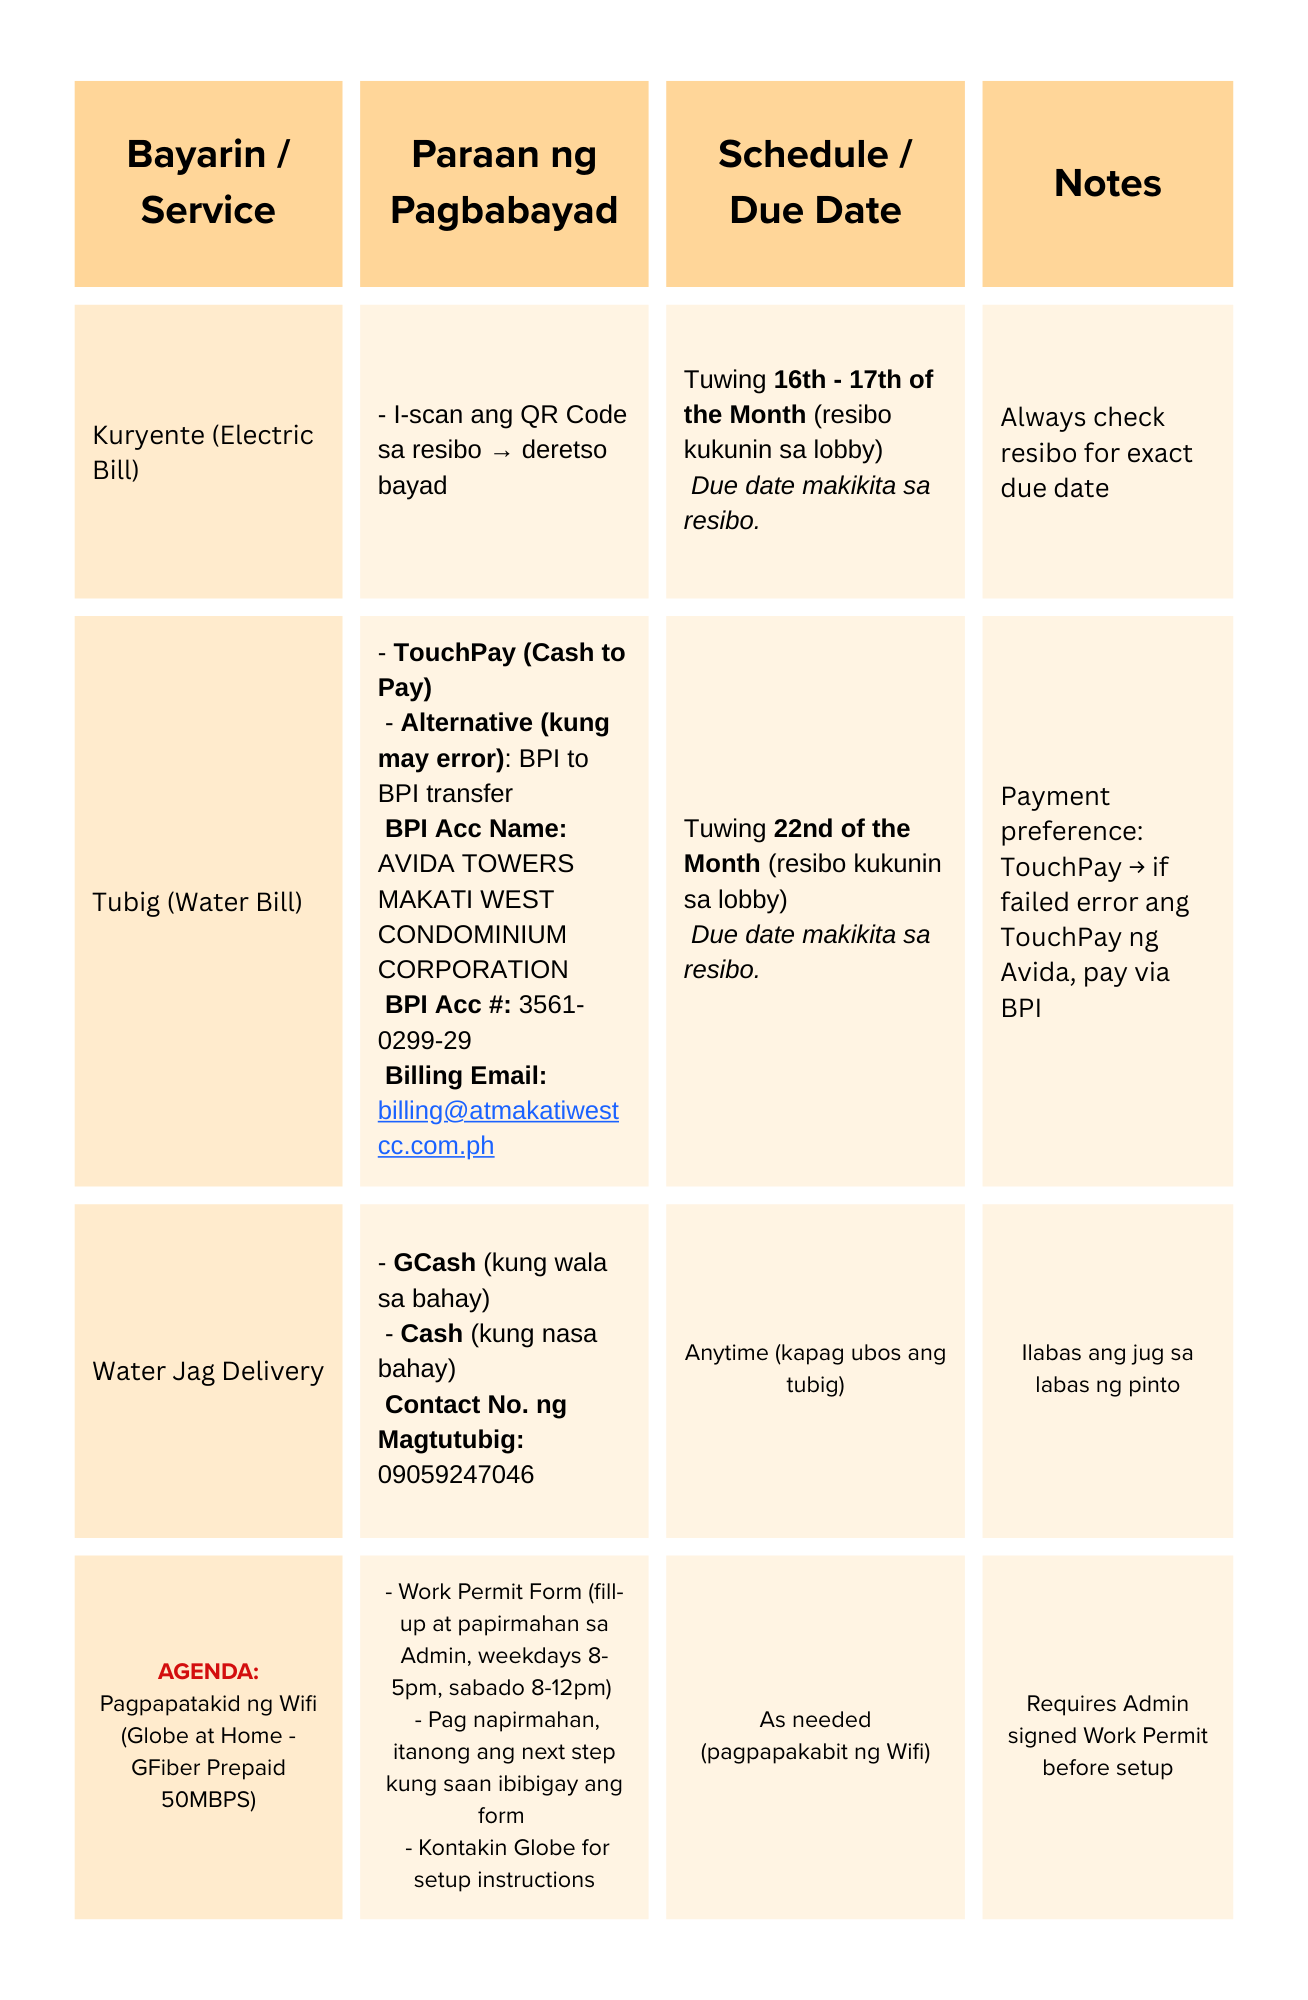 Bayarin /
Service
Paraan ng
Pagbabayad
Schedule /
Due Date
Notes
Kuryente (Electric
Bill)
- I-scan ang QR Code
sa resibo → deretso
bayad
Tuwing 16th - 17th of
the Month (resibo
kukunin sa lobby)
Due date makikita sa
resibo.
Always check
resibo for exact
due date
Tubig (Water Bill)
- TouchPay (Cash to
Pay)
- Alternative (kung
may error): BPI to
BPI transfer
BPI Acc Name:
AVIDA TOWERS
MAKATI WEST
CONDOMINIUM
CORPORATION
BPI Acc #: 3561-
0299-29
Billing Email:
billing@atmakatiwest
cc.com.ph
Tuwing 22nd of the
Month (resibo kukunin
sa lobby)
Due date makikita sa
resibo.
Payment
preference:
TouchPay → if
failed error ang
TouchPay ng
Avida, pay via
BPI
Water Jag Delivery
- GCash (kung wala
sa bahay)
- Cash (kung nasa
bahay)
Contact No. ng
Magtutubig:
09059247046
Anytime (kapag ubos ang
tubig)
Ilabas ang jug sa
labas ng pinto
AGENDA:
Pagpapatakid ng Wifi
(Globe at Home -
GFiber Prepaid
50MBPS)
- Work Permit Form (fill-
up at papirmahan sa
Admin, weekdays 8-
5pm, sabado 8-12pm)
- Pag napirmahan,
itanong ang next step
kung saan ibibigay ang
form
- Kontakin Globe for
setup instructions
As needed
(pagpapakabit ng Wifi)
Requires Admin
signed Work Permit
before setup